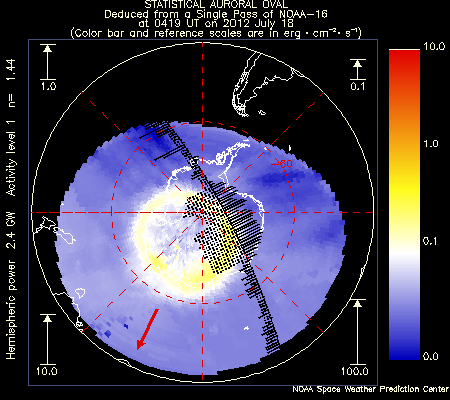 STATISTICAL AURORAL OVAL
Deduced from a Single Pass of NOAA-16
at 0419 UT on 2012 July 18
(Color bar and reference scales are in erg · cm⁻² · s⁻¹)
Hemispheric power 2.4 GW Activity level 1 n= 1.44
1.0
0.1
10.0
100.0
10.0
1.0
0.1
0.0
NOAA Space Weather Prediction Center